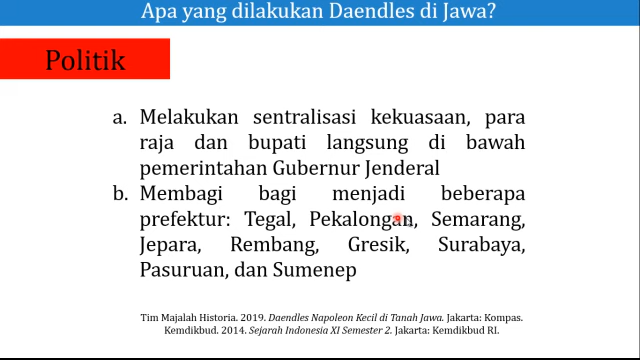 Apa yang dilakukan Daendles di Jawa?
Politik
a. Melakukan sentralisasi kekuasaan, para
raja dan bupati langsung di bawah
pemerintahan Gubernur Jenderal
b. Membagi bagi menjadi beberapa
prefektur: Tegal, Pekalongan, Semarang,
Jepara, Rembang, Gresik, Surabaya,
Pasuruan, dan Sumenep
Tim Majalah Historia. 2019. Daendles Napoleon Kecil di Tanah Jawa. Jakarta: Kompas.
Kemdikbud. 2014. Sejarah Indonesia XI Semester 2. Jakarta: Kemdikbud RI.